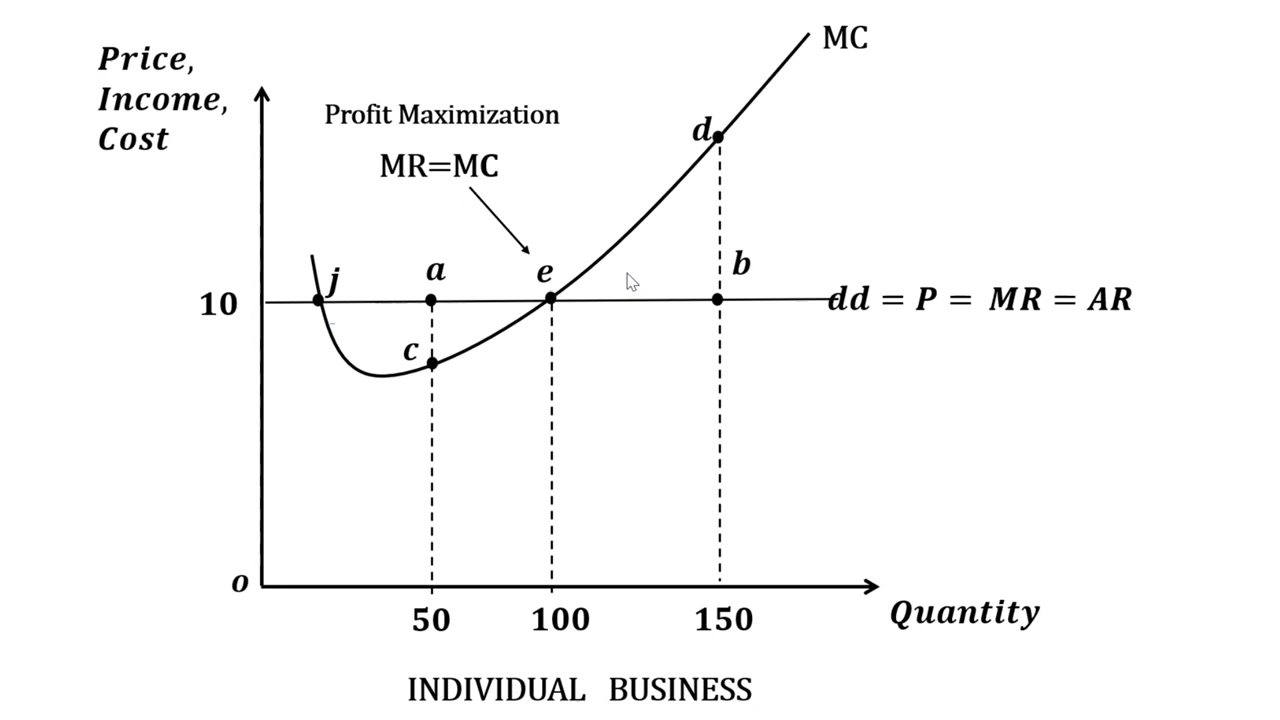 Price,
Income,
Cost
Profit Maximization
MR=MC
MC
d
j
a
e
b
10
dd = P = MR = AR
c
o
50
100
150
Quantity
INDIVIDUAL BUSINESS